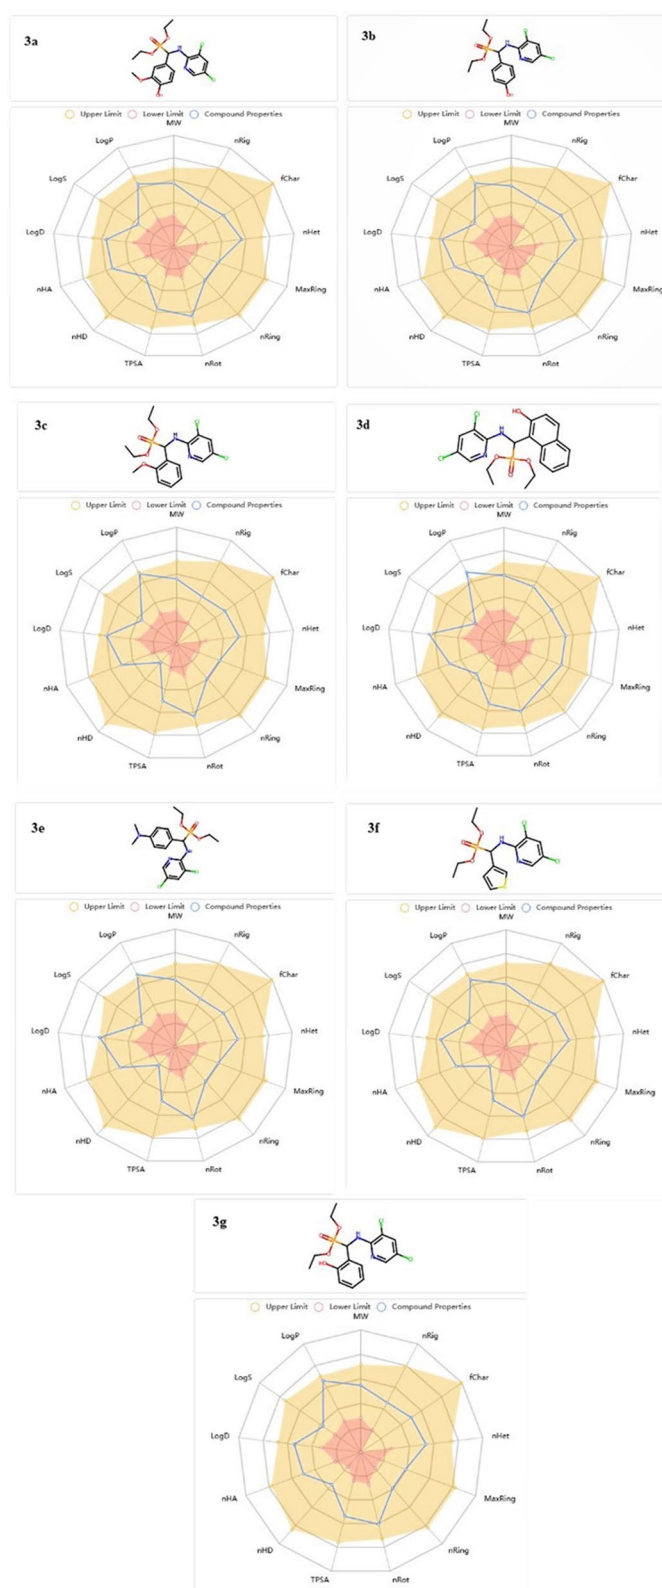 3a
3b
Upper Limit Lower Limit Compound Properties
Upper Limit Lower Limit Compound Properties
MW
MW
LogP
nRig
LogP
nRig
LogS
fChar
LogS
fChar
LogD
nHet
LogD
nHet
nHA
MaxRing
nHA
MaxRing
nHD
nRing
nHD
nRing
TPSA
nRot
TPSA
nRot
3c
3d
Upper Limit Lower Limit Compound Properties
Upper Limit Lower Limit Compound Properties
MW
MW
LogP
nRig
LogP
nRig
LogS
fChar
LogS
fChar
LogD
nHet
LogD
nHet
nHA
MaxRing
nHA
MaxRing
nHD
nRing
nHD
nRing
TPSA
nRot
TPSA
nRot
3e
3f
Upper Limit Lower Limit Compound Properties
Upper Limit Lower Limit Compound Properties
MW
MW
LogP
nRig
LogP
nRig
LogS
fChar
LogS
fChar
LogD
nHet
LogD
nHet
nHA
MaxRing
nHA
MaxRing
nHD
nRing
nHD
nRing
TPSA
nRot
TPSA
nRot
3g
Upper Limit Lower Limit Compound Properties
MW
LogP
nRig
LogS
fChar
LogD
nHet
nHA
MaxRing
nHD
nRing
TPSA
nRot